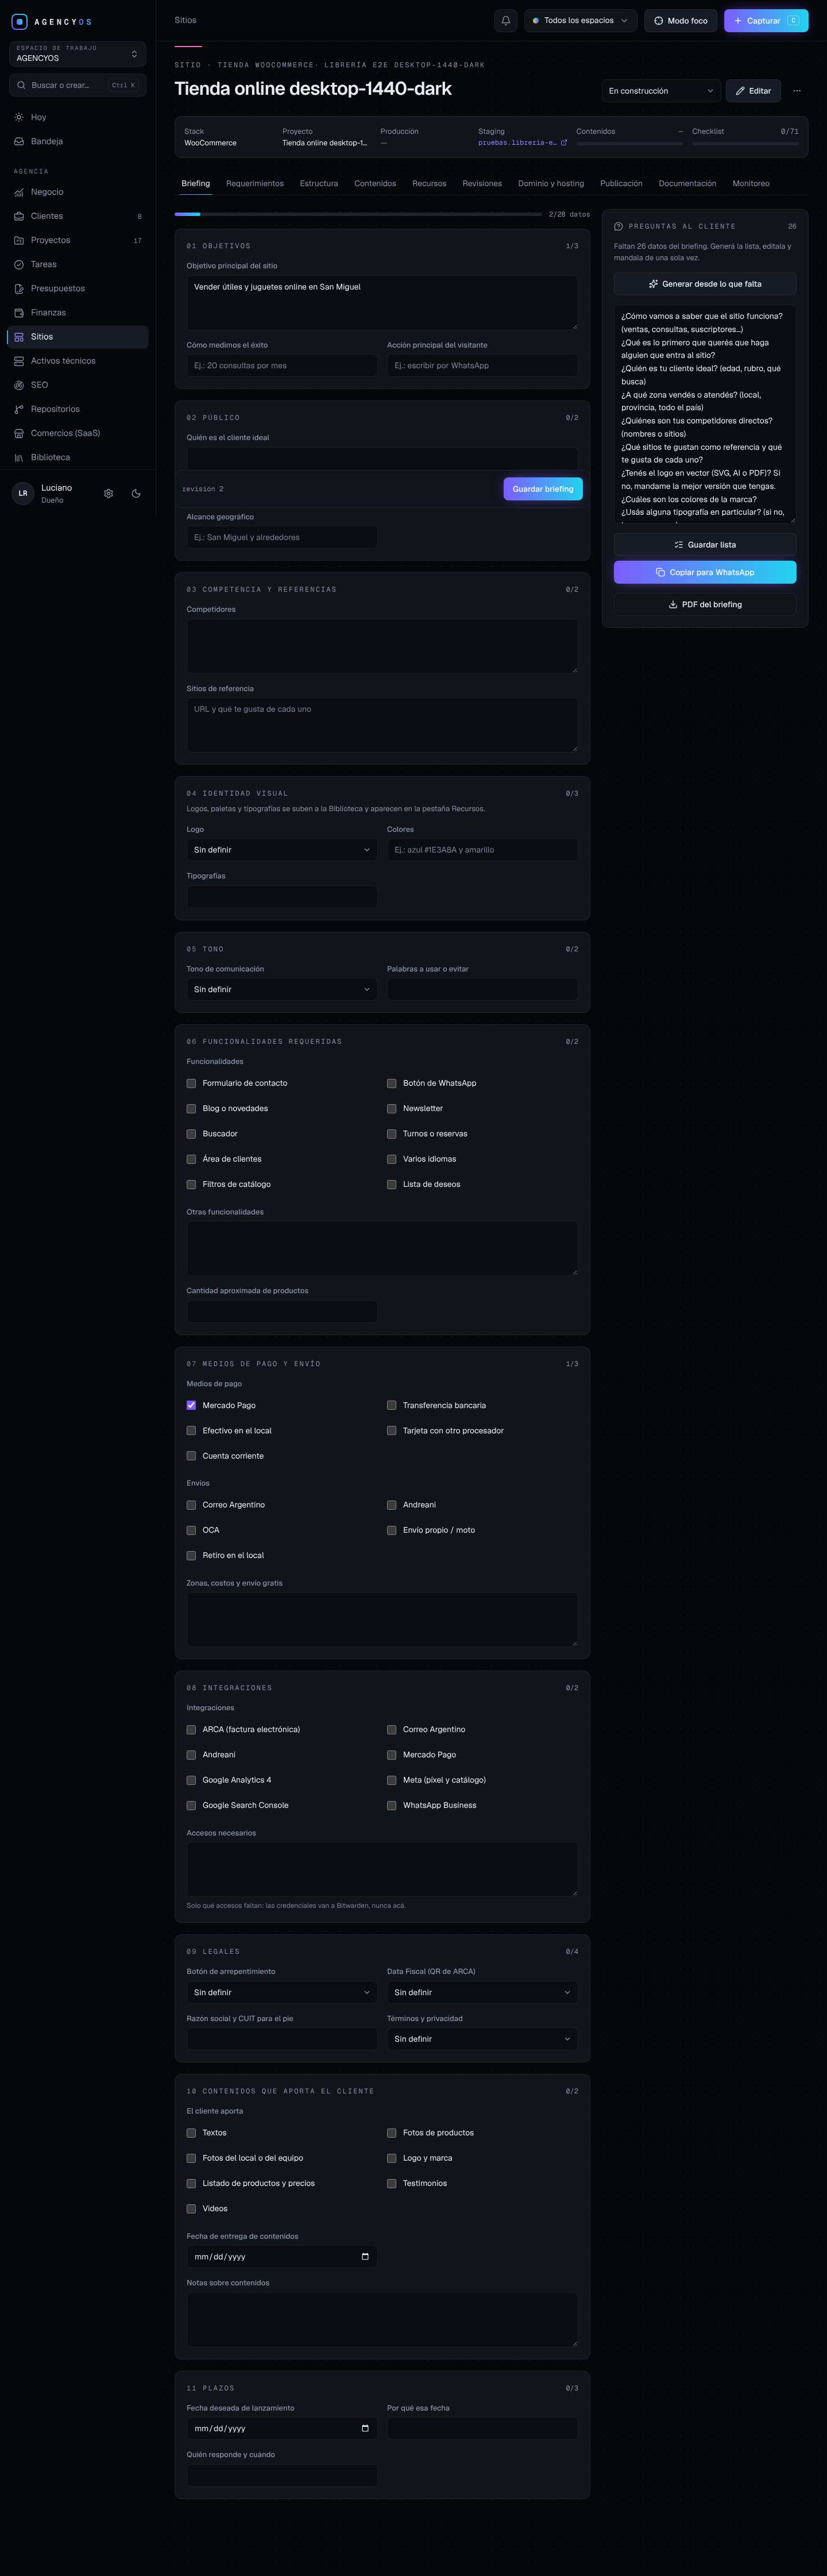 AGENCYOS
ESPACIO DE TRABAJO
AGENCYOS
Buscar o crear... Ctrl K
Hoy
Bandeja
AGENCIA
Negocio
Clientes 8
Proyectos 17
Tareas
Presupuestos
Finanzas
Sitios
Activos técnicos
SEO
Repositorios
Comercios (SaaS)
Biblioteca
LR
Luciano
Dueño
Sitios
Todos los espacios
Modo foco
Capturar C
SITIO · TIENDA WOOCOMMERCE· LIBRERÍA E2E DESKTOP-1440-DARK
Tienda online desktop-1440-dark
En construcción
Editar
Stack
WooCommerce
Proyecto
Tienda online desktop-1...
Producción
—
Staging
pruebas.libreria-e...
Contenidos —
Checklist 0/71
Briefing Requerimientos Estructura Contenidos Recursos Revisiones Dominio y hosting Publicación Documentación Monitoreo
2/28 datos
01 OBJETIVOS 1/3
Objetivo principal del sitio
Vender útiles y juguetes online en San Miguel
Cómo medimos el éxito
Ej.: 20 consultas por mes
Acción principal del visitante
Ej.: escribir por WhatsApp
02 PÚBLICO 0/2
Quién es el cliente ideal
revisión 2
Guardar briefing
Alcance geográfico
Ej.: San Miguel y alrededores
03 COMPETENCIA Y REFERENCIAS 0/2
Competidores
Sitios de referencia
URL y qué te gusta de cada uno
04 IDENTIDAD VISUAL 0/3
Logos, paletas y tipografías se suben a la Biblioteca y aparecen en la pestaña Recursos.
Logo
Sin definir
Colores
Ej.: azul #1E3A8A y amarillo
Tipografías
05 TONO 0/2
Tono de comunicación
Sin definir
Palabras a usar o evitar
06 FUNCIONALIDADES REQUERIDAS 0/2
Funcionalidades
Formulario de contacto Botón de WhatsApp
Blog o novedades Newsletter
Buscador Turnos o reservas
Área de clientes Varios idiomas
Filtros de catálogo Lista de deseos
Otras funcionalidades
Cantidad aproximada de productos
07 MEDIOS DE PAGO Y ENVÍO 1/3
Medios de pago
Mercado Pago Transferencia bancaria
Efectivo en el local Tarjeta con otro procesador
Cuenta corriente
Envíos
Correo Argentino Andreani
OCA Envío propio / moto
Retiro en el local
Zonas, costos y envío gratis
08 INTEGRACIONES 0/2
Integraciones
ARCA (factura electrónica) Correo Argentino
Andreani Mercado Pago
Google Analytics 4 Meta (píxel y catálogo)
Google Search Console WhatsApp Business
Accesos necesarios
Solo qué accesos faltan: las credenciales van a Bitwarden, nunca acá.
09 LEGALES 0/4
Botón de arrepentimiento
Sin definir
Data Fiscal (QR de ARCA)
Sin definir
Razón social y CUIT para el pie
Términos y privacidad
Sin definir
10 CONTENIDOS QUE APORTA EL CLIENTE 0/2
El cliente aporta
Textos Fotos de productos
Fotos del local o del equipo Logo y marca
Listado de productos y precios Testimonios
Videos
Fecha de entrega de contenidos
mm/dd/yyyy
Notas sobre contenidos
11 PLAZOS 0/3
Fecha deseada de lanzamiento
mm/dd/yyyy
Por qué esa fecha
Quién responde y cuándo
PREGUNTAS AL CLIENTE 26
Faltan 26 datos del briefing. Generá la lista, editala y
mandala de una sola vez.
Generar desde lo que falta
¿Cómo vamos a saber que el sitio funciona?
(ventas, consultas, suscriptores…)
¿Qué es lo primero que querés que haga
alguien que entra al sitio?
¿Quién es tu cliente ideal? (edad, rubro, qué
busca)
¿A qué zona vendés o atendés? (local,
provincia, todo el país)
¿Quiénes son tus competidores directos?
(nombres o sitios)
¿Qué sitios te gustan como referencia y qué
te gusta de cada uno?
¿Tenés el logo en vector (SVG, AI o PDF)? Si
no, mandame la mejor versión que tengas.
¿Cuáles son los colores de la marca?
¿Usás alguna tipografía en particular? (si no,
Guardar lista
Copiar para WhatsApp
PDF del briefing